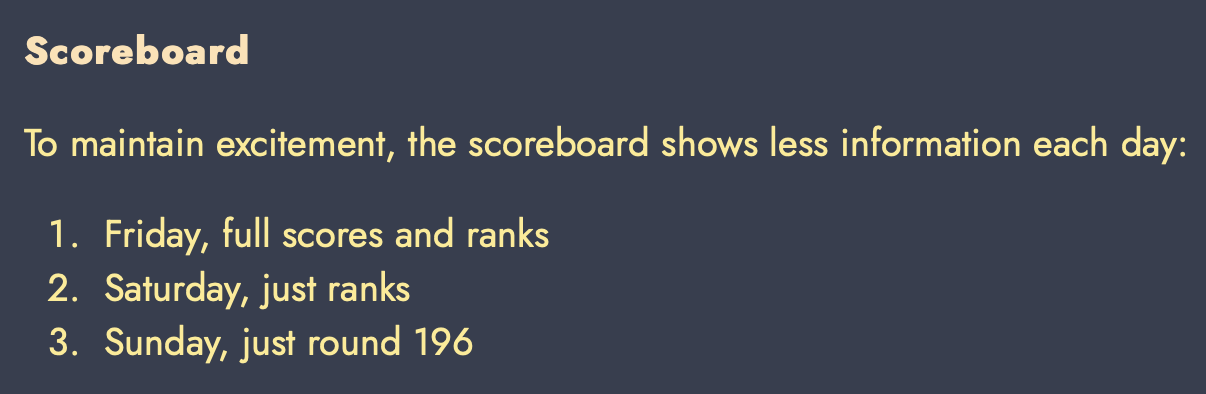 Scoreboard
To maintain excitement, the scoreboard shows less information each day:
1. Friday, full scores and ranks
2. Saturday, just ranks
3. Sunday, just round 196